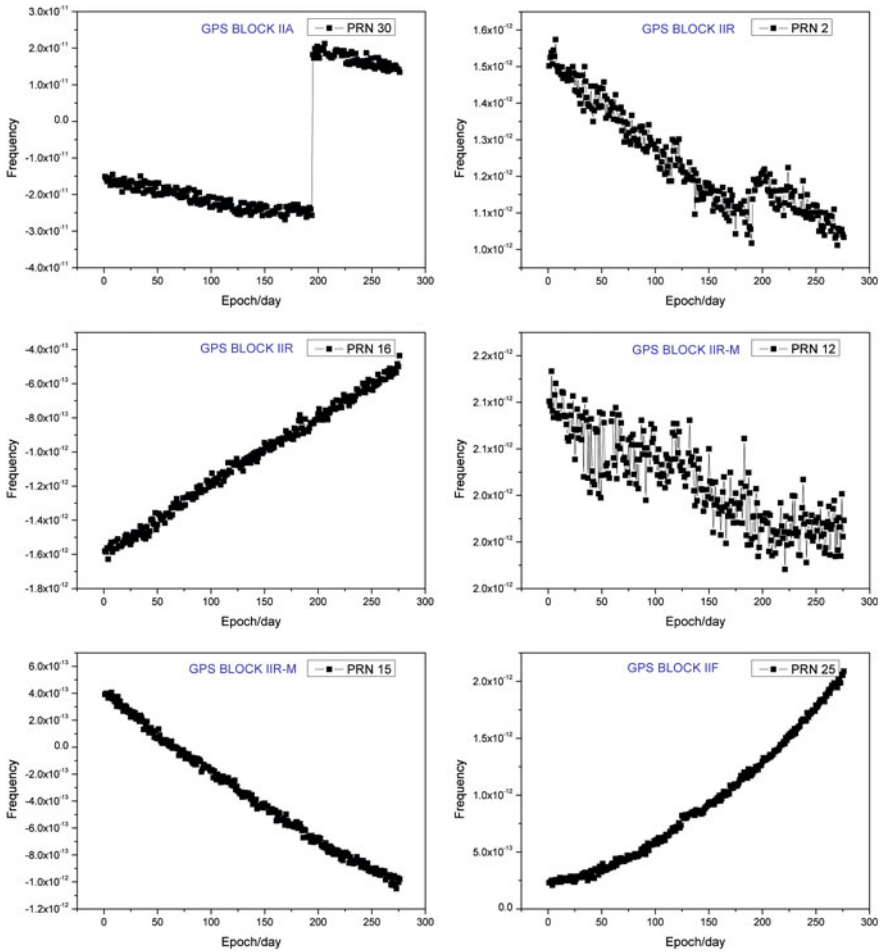 GPS BLOCK IIA
PRN 30
Frequency
2.0x10⁻¹¹
1.0x10⁻¹¹
0.0
-1.0x10⁻¹¹
-2.0x10⁻¹¹
-3.0x10⁻¹¹
-4.0x10⁻¹¹
0 50 100 150 200 250 300
Epoch/day
GPS BLOCK IIR
PRN 2
Frequency
1.6x10⁻¹²
1.5x10⁻¹²
1.4x10⁻¹²
1.3x10⁻¹²
1.2x10⁻¹²
1.1x10⁻¹²
1.0x10⁻¹²
0 50 100 150 200 250 300
Epoch/day
GPS BLOCK IIR
PRN 16
Frequency
-4.0x10⁻¹³
-6.0x10⁻¹³
-8.0x10⁻¹³
-1.0x10⁻¹²
-1.2x10⁻¹²
-1.4x10⁻¹²
-1.6x10⁻¹²
-1.8x10⁻¹²
0 50 100 150 200 250 300
Epoch/day
GPS BLOCK IIR-M
PRN 12
Frequency
2.2x10⁻¹²
2.1x10⁻¹²
2.1x10⁻¹²
2.0x10⁻¹²
2.0x10⁻¹²
2.0x10⁻¹²
0 50 100 150 200 250 300
Epoch/day
GPS BLOCK IIR-M
PRN 15
Frequency
6.0x10⁻¹³
4.0x10⁻¹³
2.0x10⁻¹³
0.0
-2.0x10⁻¹³
-4.0x10⁻¹³
-6.0x10⁻¹³
-8.0x10⁻¹³
-1.0x10⁻¹²
-1.2x10⁻¹²
0 50 100 150 200 250 300
Epoch/day
GPS BLOCK IIF
PRN 25
Frequency
2.0x10⁻¹²
1.5x10⁻¹²
1.0x10⁻¹²
5.0x10⁻¹³
0.0
0 50 100 150 200 250 300
Epoch/day